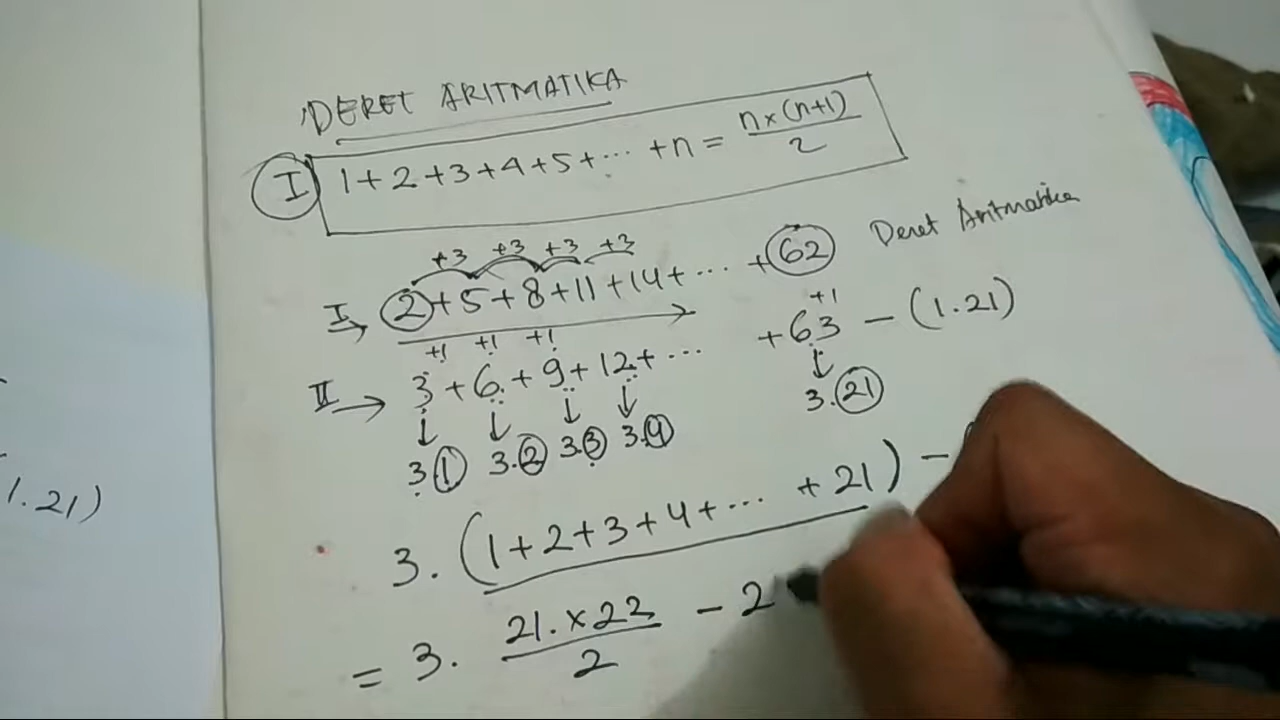 DERET ARITMATIKA
I 1+2+3+4+5+... +n = n×(n+1)/2
+3 +3 +3 +3
I → 2+5+8+11+14+... +62 Deret Aritmatika
+1 +1 +1 +1
II → 3+6+9+12+... +63 - (1.21)
↓ ↓ ↓ ↓ ↓
3.1 3.2 3.3 3.4 3.21
3. (1+2+3+4+... +21) -
= 3. 21.×22/2 - 2
1.21)